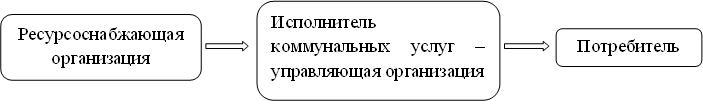 Ресурсоснабжающая
организация
Исполнитель
коммунальных услуг –
управляющая организация
Потребитель